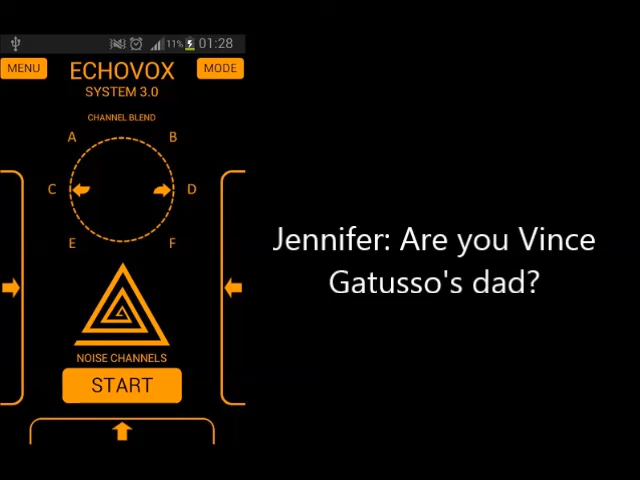 11% 01:28
MENU
ECHOVOX
MODE
SYSTEM 3.0
CHANNEL BLEND
A B
C D
E F
NOISE CHANNELS
START
Jennifer: Are you Vince
Gatusso's dad?